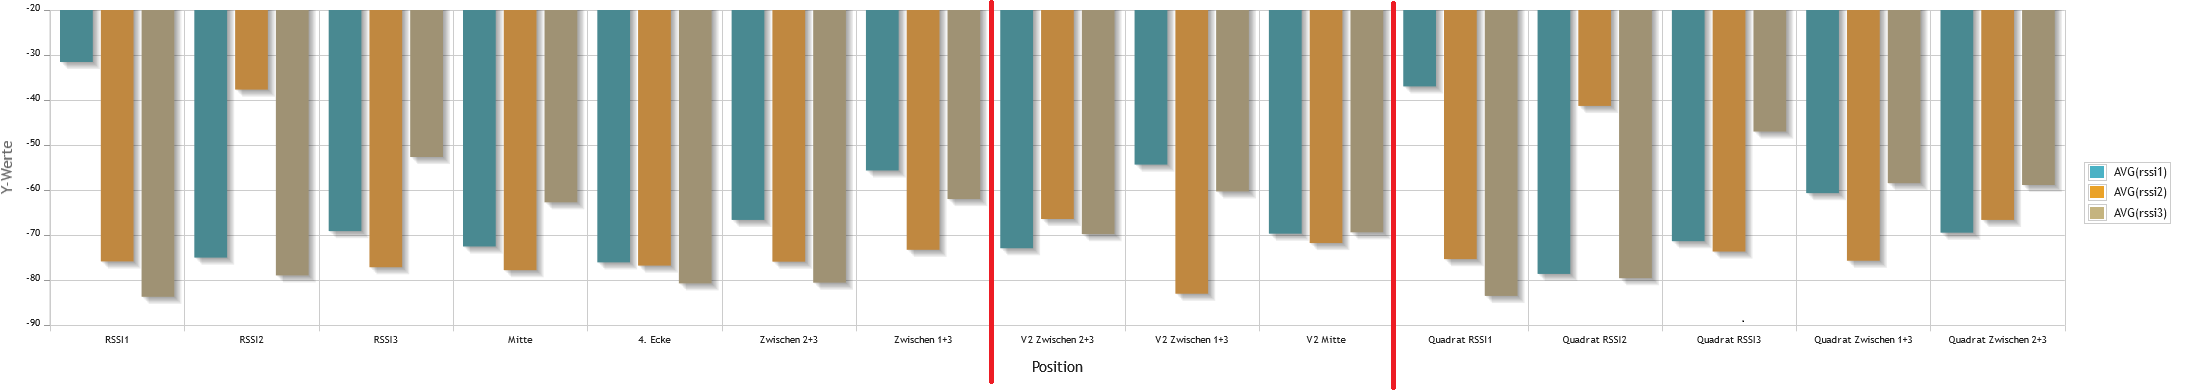 -20
-30
-40
-50
-60
-70
-80
-90
Y-Werte
RSSI1 RSSI2 RSSI3 Mitte 4. Ecke Zwischen 2+3 Zwischen 1+3 V2 Zwischen 2+3 V2 Zwischen 1+3 V2 Mitte Quadrat RSSI1 Quadrat RSSI2 Quadrat RSSI3 Quadrat Zwischen 1+3 Quadrat Zwischen 2+3
Position
AVG(rssi1)
AVG(rssi2)
AVG(rssi3)